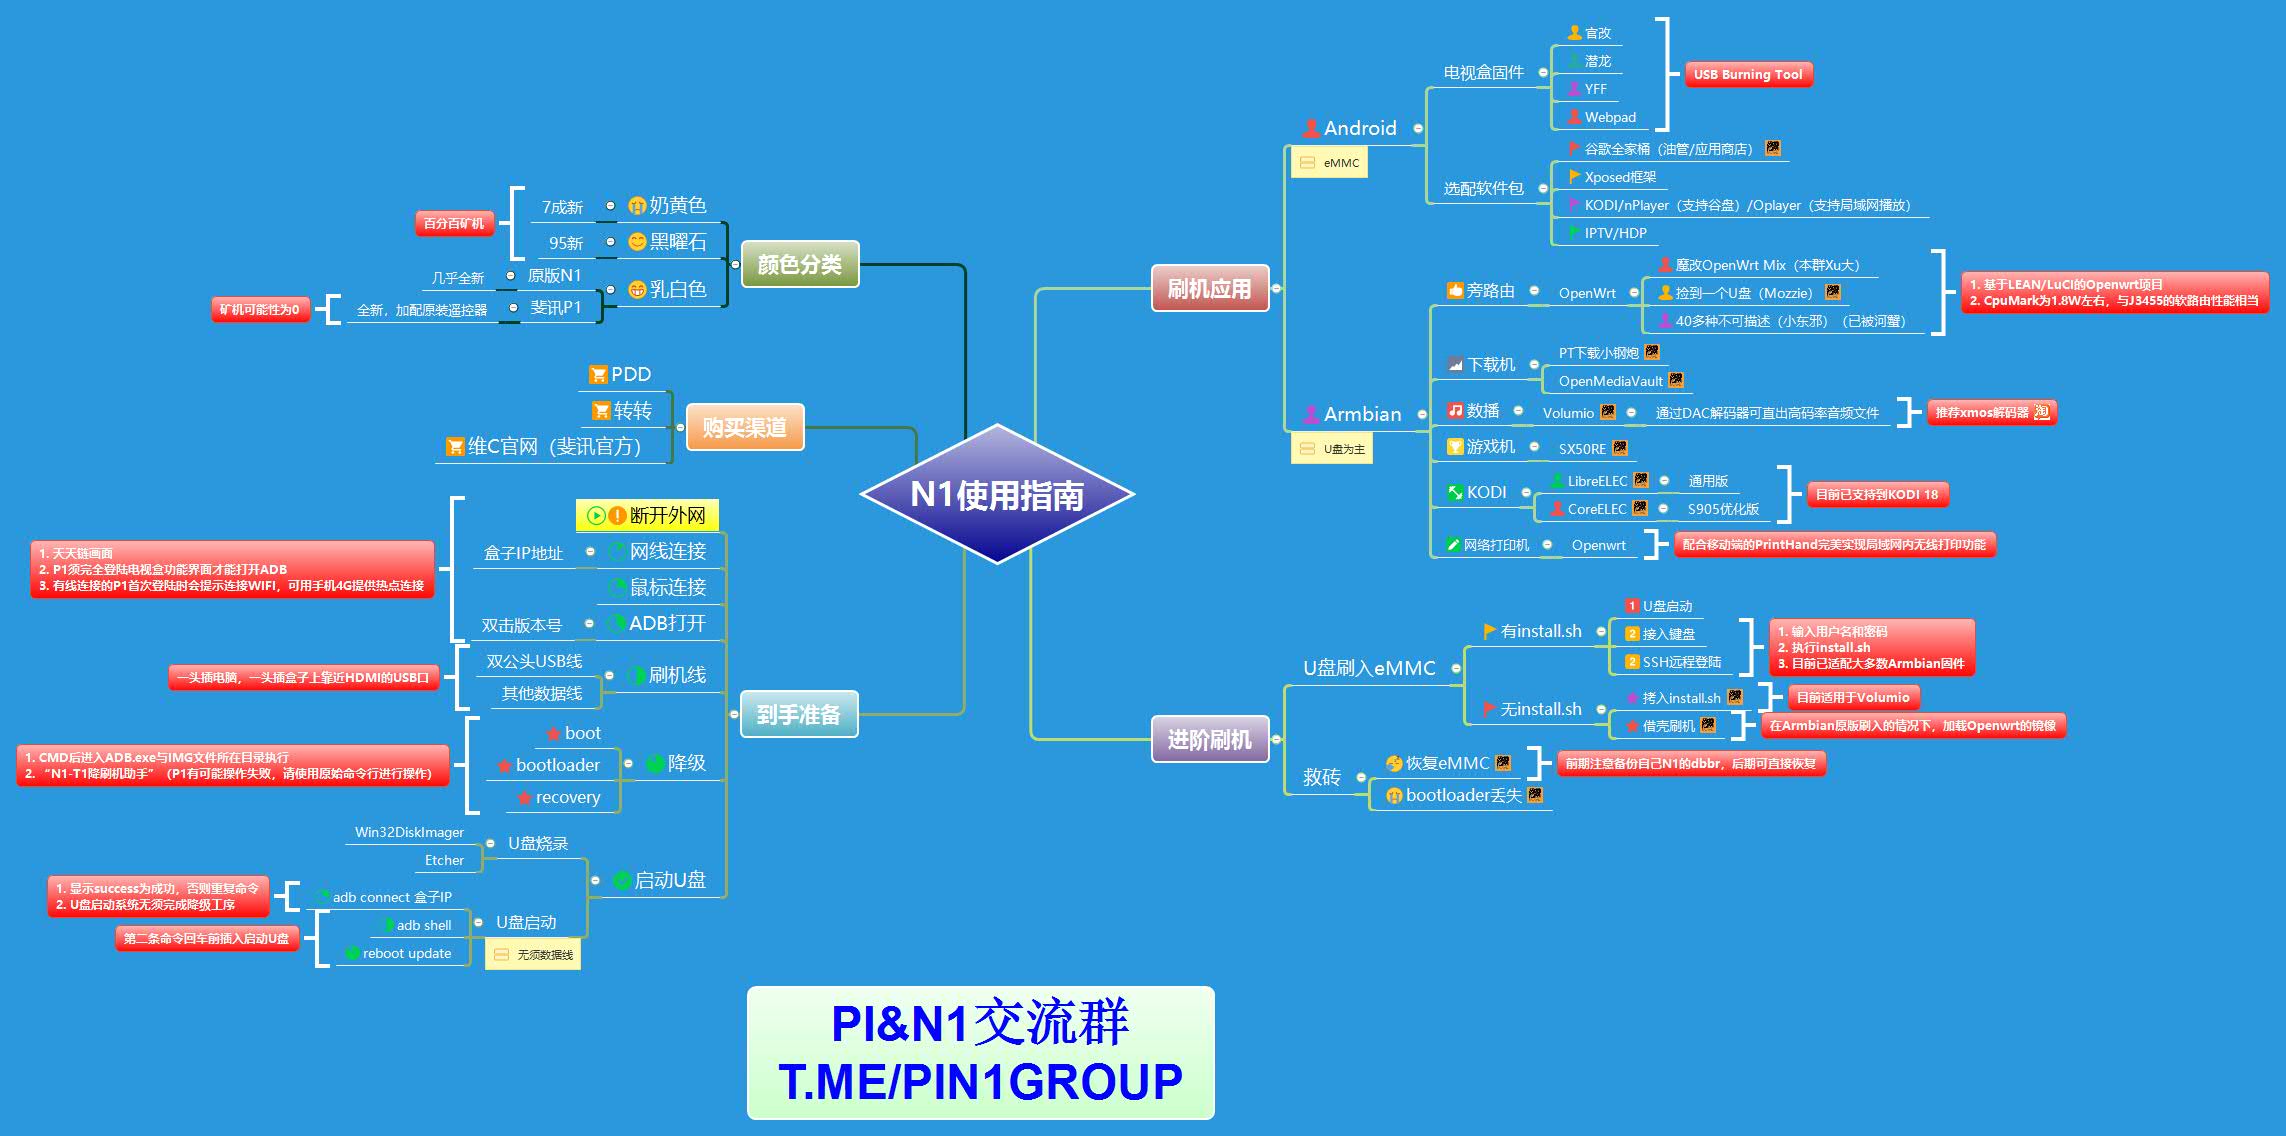 N1使用指南
颜色分类
奶黄色
7成新
黑曜石
95新
百分百矿机
乳白色
原版N1
几乎全新
斐讯P1
全新，加配原装遥控器
矿机可能性为0
购买渠道
PDD
转转
维C官网（斐讯官方）
到手准备
断开外网
网线连接
盒子IP地址
鼠标连接
ADB打开
双击版本号
1. 天天链画面
2. P1须完全登陆电视盒功能界面才能打开ADB
3. 有线连接的P1首次登陆时会提示连接WIFI，可用手机4G提供热点连接
刷机线
双公头USB线
其他数据线
一头插电脑，一头插盒子上靠近HDMI的USB口
降级
boot
bootloader
recovery
1. CMD后进入ADB.exe与IMG文件所在目录执行
2. “N1-T1降刷机助手”（P1有可能操作失败，请使用原始命令行进行操作）
启动U盘
U盘烧录
Win32DiskImager
Etcher
U盘启动
无须数据线
adb connect 盒子IP
1. 显示success为成功，否则重复命令
2. U盘启动系统无须完成降级工序
adb shell
reboot update
第二条命令回车前插入启动U盘
刷机应用
Android
eMMC
电视盒固件
官改
潜龙
YFF
Webpad
USB Burning Tool
选配软件包
谷歌全家桶（油管/应用商店）
Xposed框架
KODI/nPlayer（支持谷盘）/Oplayer（支持局域网播放）
IPTV/HDP
Armbian
U盘为主
旁路由
OpenWrt
魔改OpenWrt Mix（本群Xu大）
捡到一个U盘（Mozzie）
40多种不可描述（小东邪）（已被河蟹）
1. 基于LEAN/LuCI的Openwrt项目
2. CpuMark为1.8W左右，与J3455的软路由性能相当
下载机
PT下载小钢炮
OpenMediaVault
数播
Volumio
通过DAC解码器可直出高码率音频文件
推荐xmos解码器
淘
游戏机
SX50RE
KODI
LibreELEC
通用版
CoreELEC
S905优化版
目前已支持到KODI 18
网络打印机
Openwrt
配合移动端的PrintHand完美实现局域网内无线打印功能
进阶刷机
U盘刷入eMMC
有install.sh
1 U盘启动
2 接入键盘
2 SSH远程登陆
1. 输入用户名和密码
2. 执行install.sh
3. 目前已适配大多数Armbian固件
无install.sh
拷入install.sh
目前适用于Volumio
借壳刷机
在Armbian原版刷入的情况下，加载Openwrt的镜像
救砖
恢复eMMC
前期注意备份自己N1的dbbr，后期可直接恢复
bootloader丢失
PI&N1交流群
T.ME/PIN1GROUP